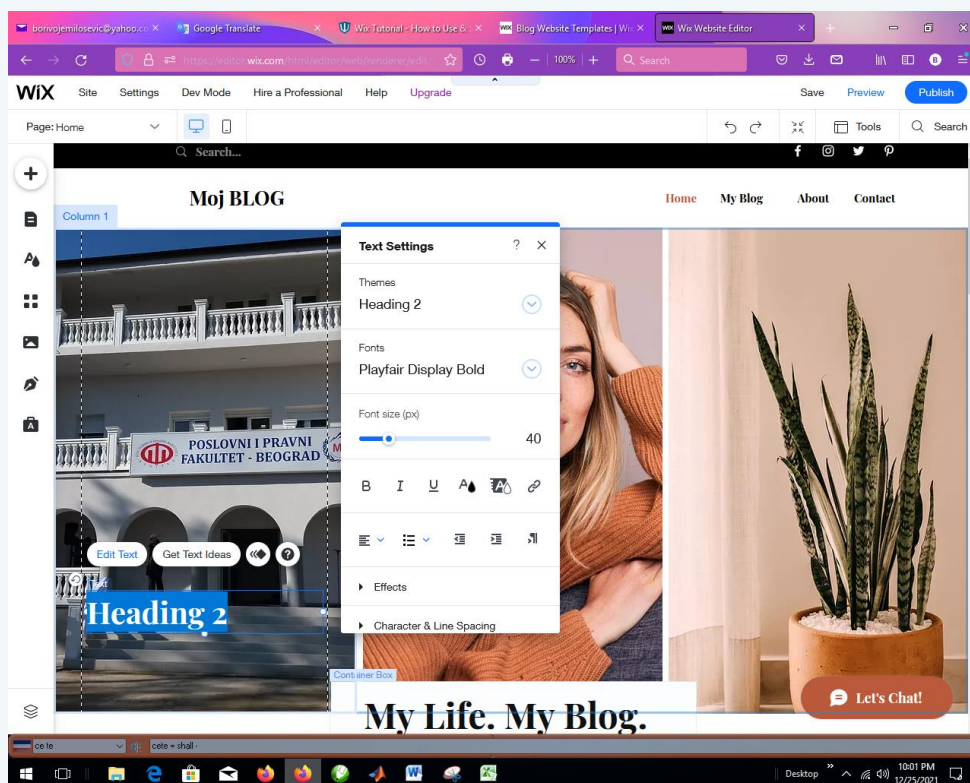 borivojemilosevic@yahoo.co
Google Translate
Wix Tutorial - How to Use &
Blog Website Templates | Wix
Wix Website Editor
https://editor.wix.com/html/editor/web/renderer/edit/
100%
Search
WiX Site Settings Dev Mode Hire a Professional Help Upgrade Save Preview Publish
Page: Home Tools Search
Search...
Moj BLOG Home My Blog About Contact
Column 1
Text Settings ?
Themes
Heading 2
Fonts
Playfair Display Bold
Font size (px)
40
B I U A A
Effects
Character & Line Spacing
POSLOVNI I PRAVNI
FAKULTET - BEOGRAD
Edit Text Get Text Ideas ?
Text
Heading 2
Container Box
My Life. My Blog.
Let's Chat!
ce te cete = shall -
Desktop 10:01 PM
12/25/2021